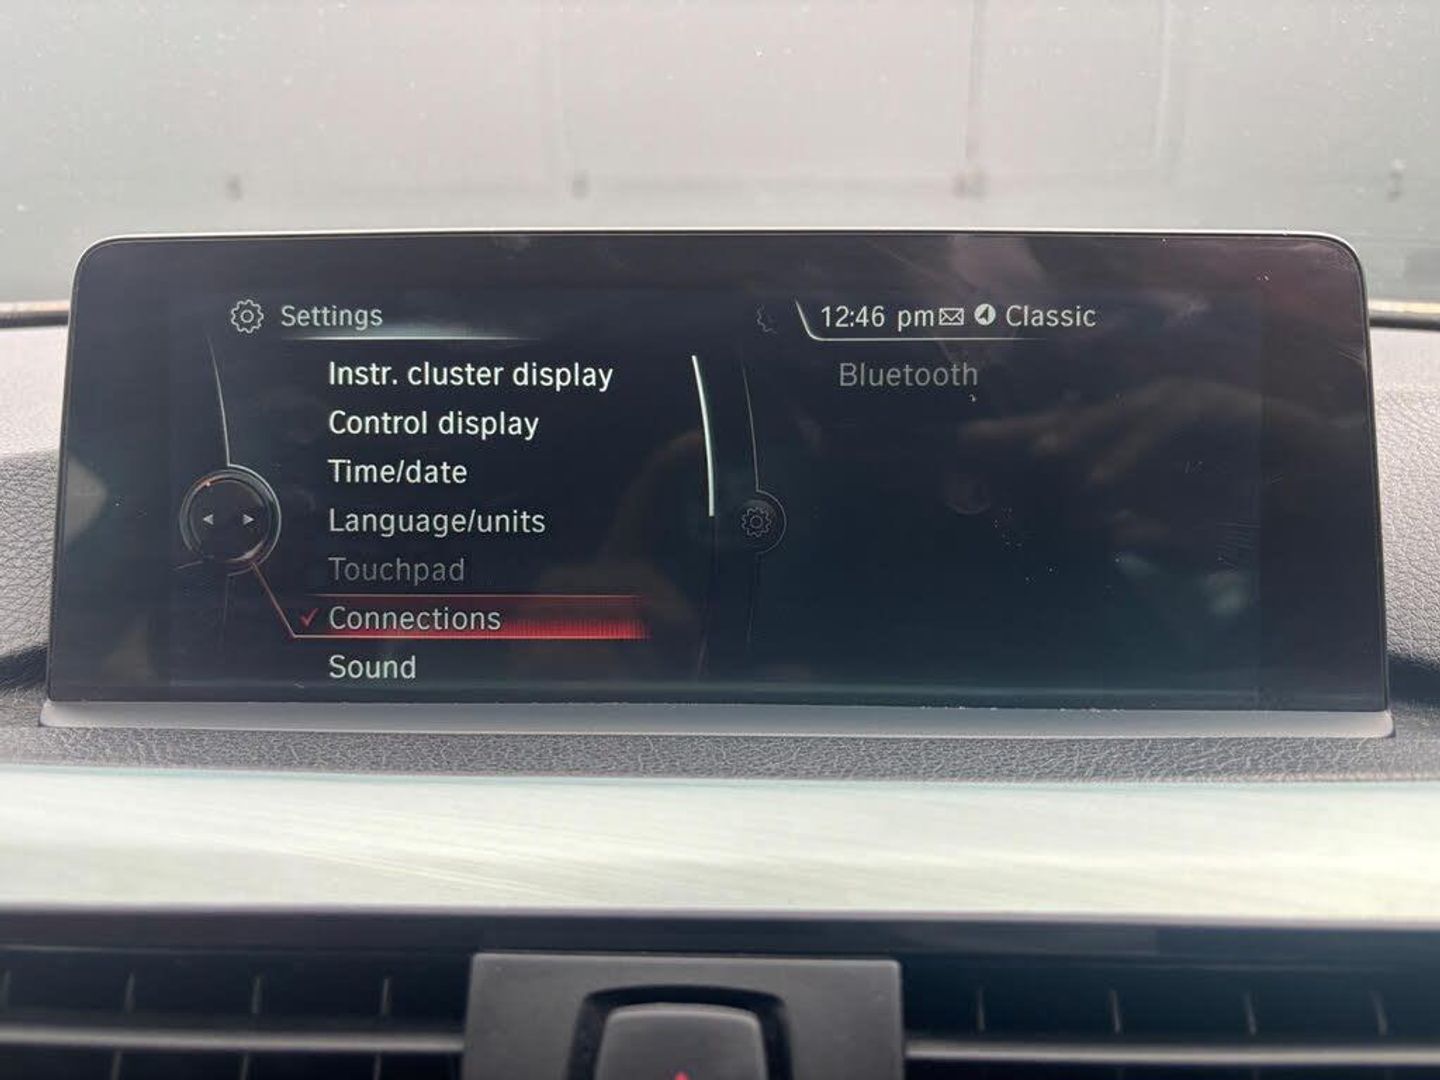 Settings
12:46 pm Classic
Instr. cluster display
Bluetooth
Control display
Time/date
Language/units
Touchpad
Connections
Sound